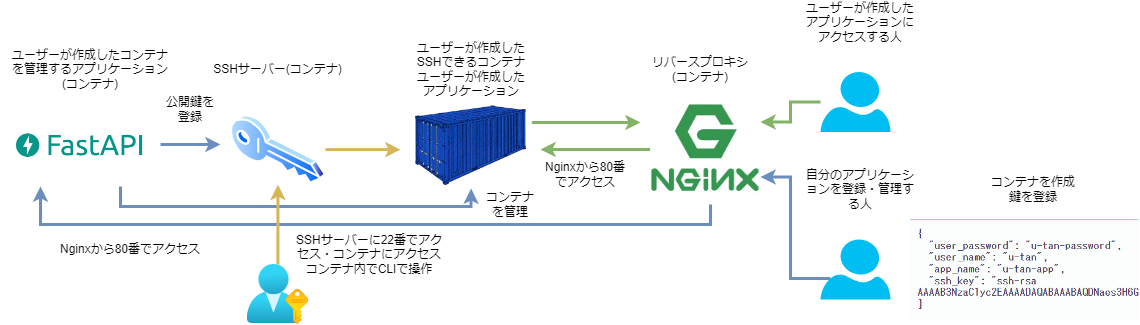 ユーザーが作成したコンテナ
を管理するアプリケーション
(コンテナ)
FastAPI
公開鍵を
登録
SSHサーバー(コンテナ)
ユーザーが作成した
SSHできるコンテナ
ユーザーが作成した
アプリケーション
リバースプロキシ
(コンテナ)
NGINX
ユーザーが作成した
アプリケーションに
アクセスする人
Nginxから80番
でアクセス
コンテナ
を管理
Nginxから80番でアクセス
SSHサーバーに22番でアク
セス・コンテナにアクセス
コンテナ内でCLIで操作
自分のアプリケーシ
ョンを登録・管理す
る人
コンテナを作成
鍵を登録
{
"user_password": "u-tan-password",
"user_name": "u-tan",
"app_name": "u-tan-app",
"ssh_key": "ssh-rsa
AAAAB3NzaC1yc2EAAAADAQABAAABAQDNaes3H6G
]